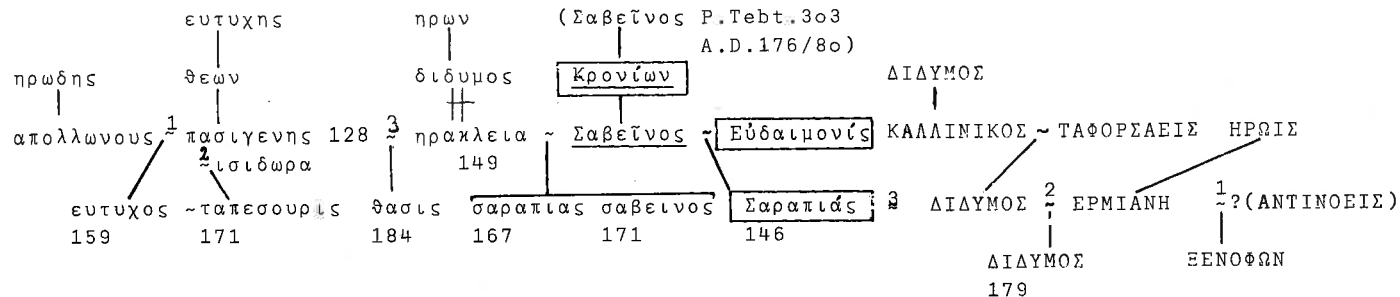 ευτυχης ηρων (Σαβεῖνος P.Tebt.3o3
A.D.176/8o)
ηρωδης θεων διδυμος Κρονίων ΔΙΔΥΜΟΣ
απολλωνους ~1 πασιγενης 128 ~3 ηρακλεια ~ Σαβεῖνος ~ Εὐδαιμονίς ΚΑΛΛΙΝΙΚΟΣ ~ ΤΑΦΟΡΣΑΕΙΣ ΗΡΩΙΣ
2~ ισιδωρα 149
ευτυχος ~ταπεσουρις θασις σαραπιας σαβεινος Σαραπιάς 3~ ΔΙΔΥΜΟΣ 2~ ΕΡΜΙΑΝΗ 1~?(ΑΝΤΙΝΟΕΙΣ)
159 171 184 167 171 146
ΔΙΔΥΜΟΣ ΞΕΝΟΦΩΝ
179